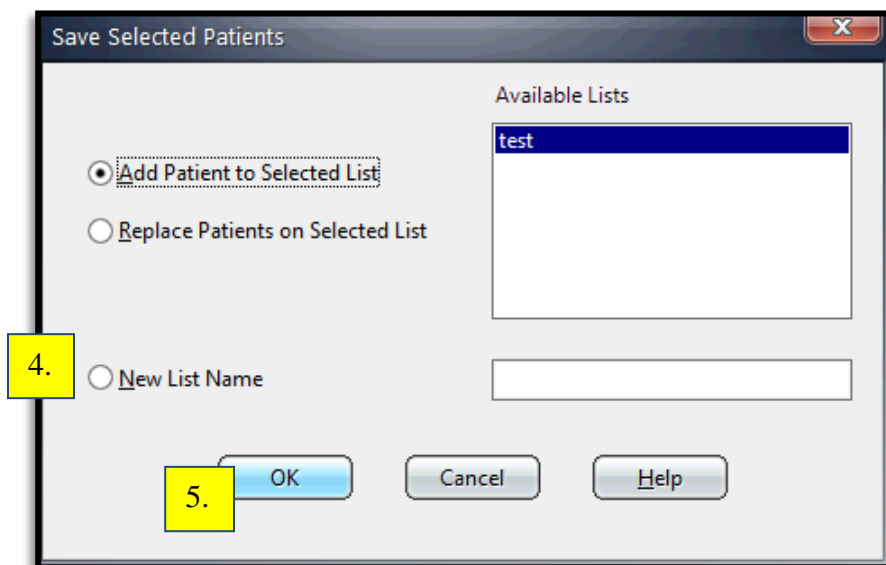 Save Selected Patients
X
Available Lists
test
Add Patient to Selected List
Replace Patients on Selected List
4.
New List Name
5.
OK
Cancel
Help